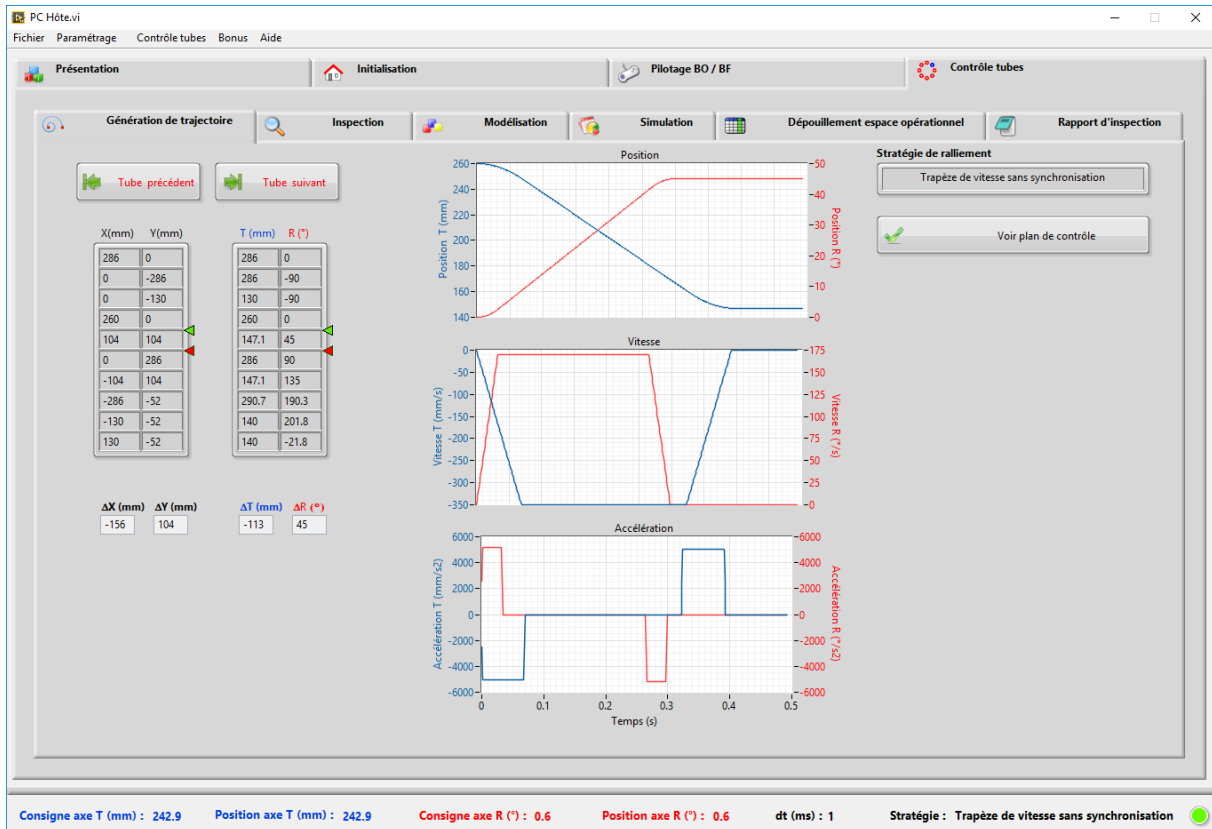 PC Hôte.vi
Fichier Paramétrage Contrôle tubes Bonus Aide
Présentation Initialisation Pilotage BO / BF Contrôle tubes
Génération de trajectoire Inspection Modélisation Simulation Dépouillement espace opérationnel Rapport d'inspection
Tube précédent Tube suivant
X(mm) Y(mm) T (mm) R (°)
286 0 286 0
0 -286 286 -90
0 -130 130 -90
260 0 260 0
104 104 147.1 45
0 286 286 90
-104 104 147.1 135
-286 -52 290.7 190.3
-130 -52 140 201.8
130 -52 140 -21.8
ΔX (mm) ΔY (mm) ΔT (mm) ΔR (°)
-156 104 -113 45
Position
Position T (mm)
260
240
220
200
180
160
140
50
40
30
20
10
0
Position R (°)
Vitesse
Vitesse T (mm/s)
0
-50
-100
-150
-200
-250
-300
-350
175
150
125
100
75
50
25
0
Vitesse R (°/s)
Accélération
Accélération T (mm/s2)
6000
4000
2000
0
-2000
-4000
-6000
6000
4000
2000
0
-2000
-4000
-6000
Accélération R (°/s2)
0 0.1 0.2 0.3 0.4 0.5
Temps (s)
Stratégie de ralliement
Trapèze de vitesse sans synchronisation
Voir plan de contrôle
Consigne axe T (mm) : 242.9 Position axe T (mm) : 242.9 Consigne axe R (°) : 0.6 Position axe R (°) : 0.6 dt (ms) : 1 Stratégie : Trapèze de vitesse sans synchronisation